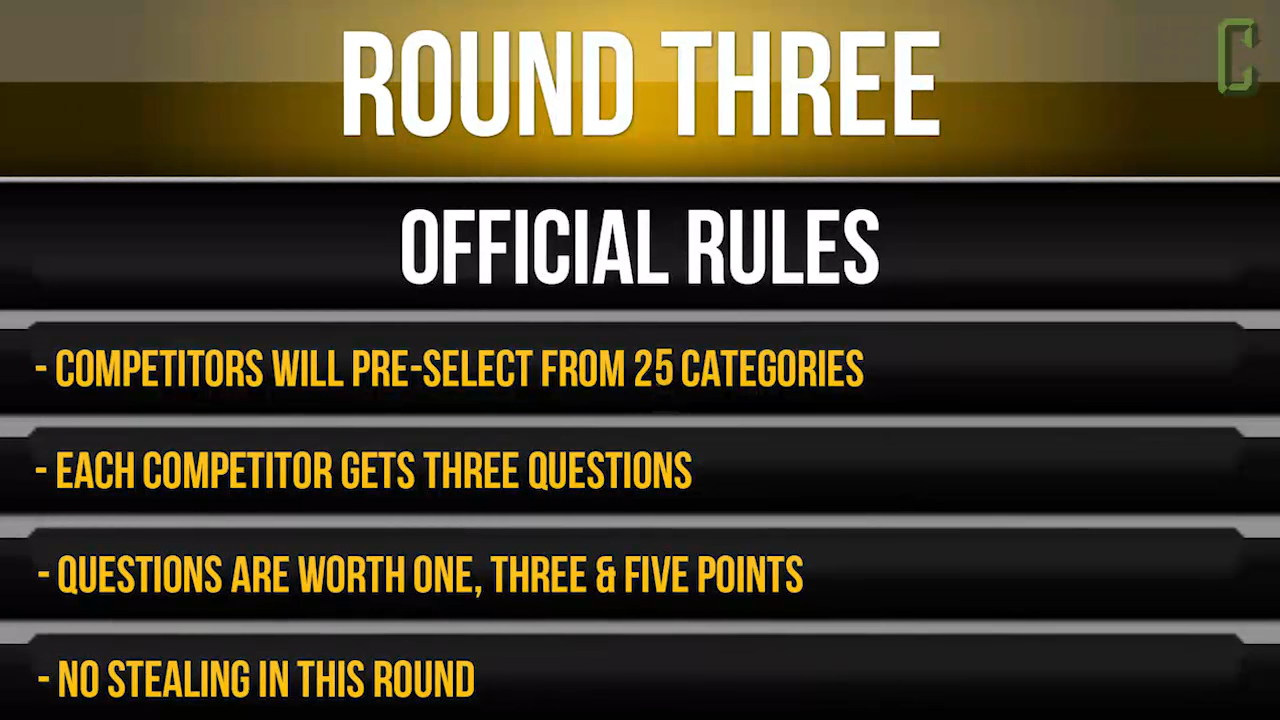 ROUND THREE
OFFICIAL RULES
- COMPETITORS WILL PRE-SELECT FROM 25 CATEGORIES
- EACH COMPETITOR GETS THREE QUESTIONS
- QUESTIONS ARE WORTH ONE, THREE & FIVE POINTS
- NO STEALING IN THIS ROUND